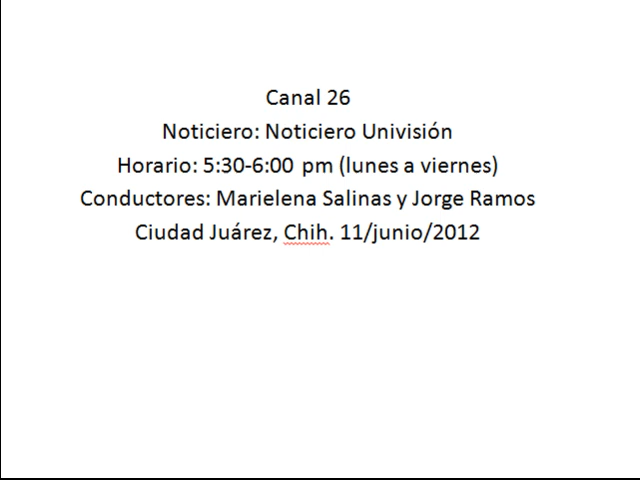 Canal 26
Noticiero: Noticiero Univisión
Horario: 5:30-6:00 pm (lunes a viernes)
Conductores: Marielena Salinas y Jorge Ramos
Ciudad Juárez, Chih. 11/junio/2012